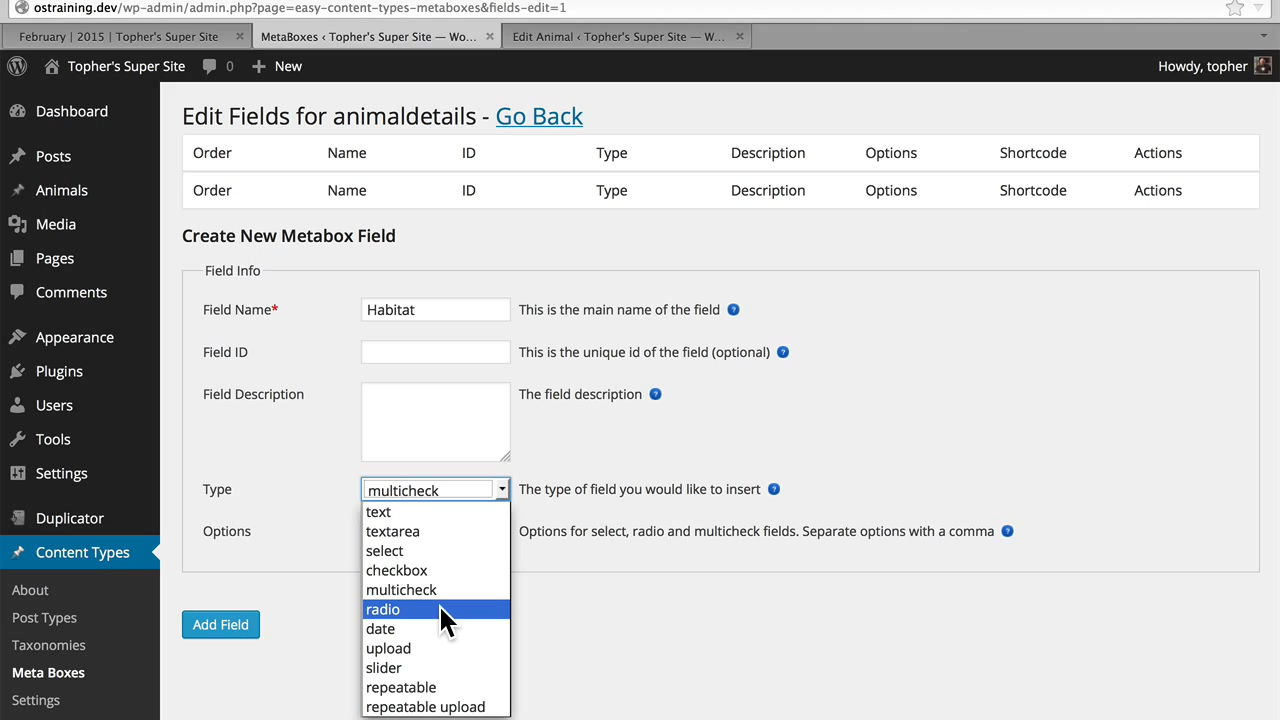 ostraining.dev/wp-admin/admin.php?page=easy-content-types-metaboxes&fields-edit=1
February | 2015 | Topher's Super Site
MetaBoxes ‹ Topher's Super Site — Wo...
Edit Animal ‹ Topher's Super Site — W...
Topher's Super Site
0
New
Howdy, topher
Dashboard
Posts
Animals
Media
Pages
Comments
Appearance
Plugins
Users
Tools
Settings
Duplicator
Content Types
About
Post Types
Taxonomies
Meta Boxes
Settings
Edit Fields for animaldetails - Go Back
Order Name ID Type Description Options Shortcode Actions
Order Name ID Type Description Options Shortcode Actions
Create New Metabox Field
Field Info
Field Name* Habitat This is the main name of the field ?
Field ID This is the unique id of the field (optional) ?
Field Description The field description ?
Type multicheck The type of field you would like to insert ?
Options Options for select, radio and multicheck fields. Separate options with a comma ?
text
textarea
select
checkbox
multicheck
radio
date
upload
slider
repeatable
repeatable upload
Add Field